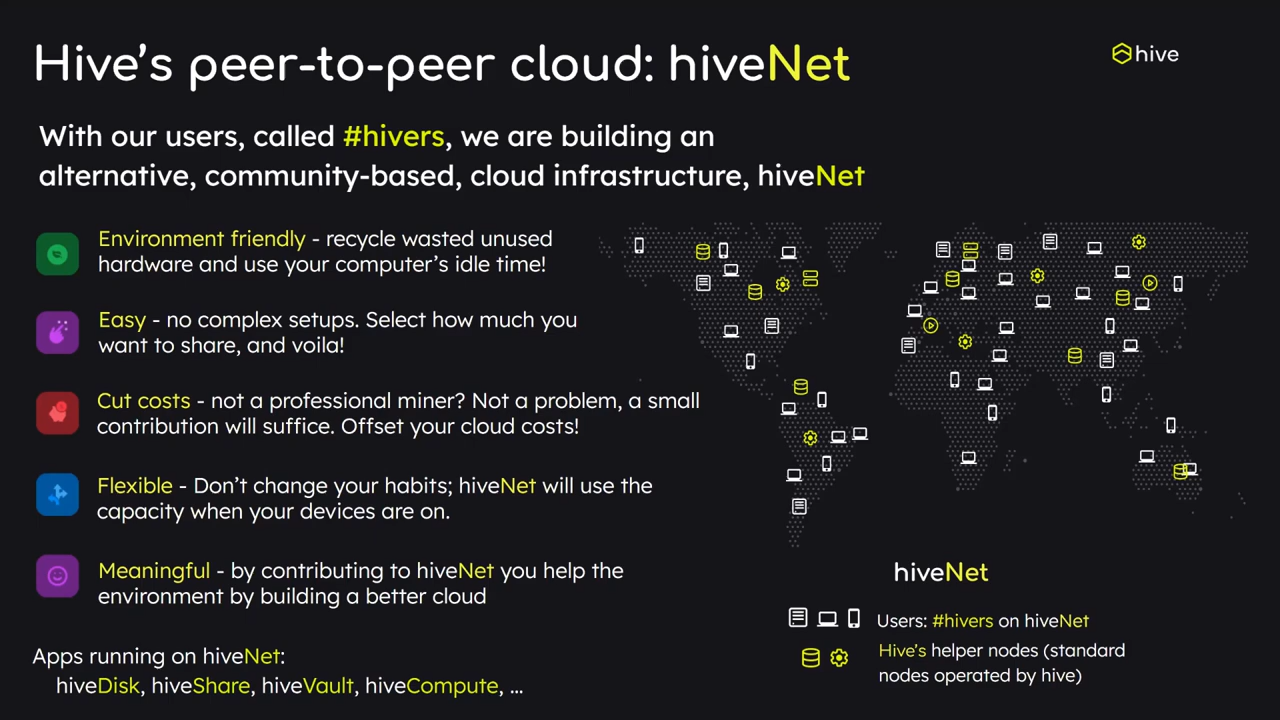 Hive's peer-to-peer cloud: hiveNet
hive
With our users, called #hivers, we are building an
alternative, community-based, cloud infrastructure, hiveNet
Environment friendly - recycle wasted unused
hardware and use your computer's idle time!
Easy - no complex setups. Select how much you
want to share, and voila!
Cut costs - not a professional miner? Not a problem, a small
contribution will suffice. Offset your cloud costs!
Flexible - Don't change your habits; hiveNet will use the
capacity when your devices are on.
Meaningful - by contributing to hiveNet you help the
environment by building a better cloud
Apps running on hiveNet:
hiveDisk, hiveShare, hiveVault, hiveCompute, ...
hiveNet
Users: #hivers on hiveNet
Hive's helper nodes (standard
nodes operated by hive)